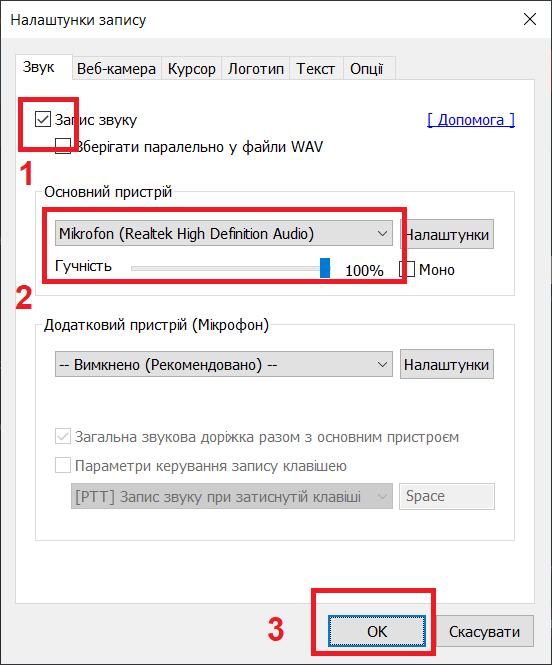 Налаштунки запису
Звук Веб-камера Курсор Логотип Текст Опції
Запис звуку [ Допомога ]
Зберігати паралельно у файли WAV
1
Основний пристрій
Mikrofon (Realtek High Definition Audio) Налаштунки
Гучність 100% Моно
2
Додатковий пристрій (Мікрофон)
-- Вимкнено (Рекомендовано) -- Налаштунки
Загальна звукова доріжка разом з основним пристроєм
Параметри керування запису клавішею
[PTT] Запис звуку при затиснутій клавіші Space
3 OK Скасувати